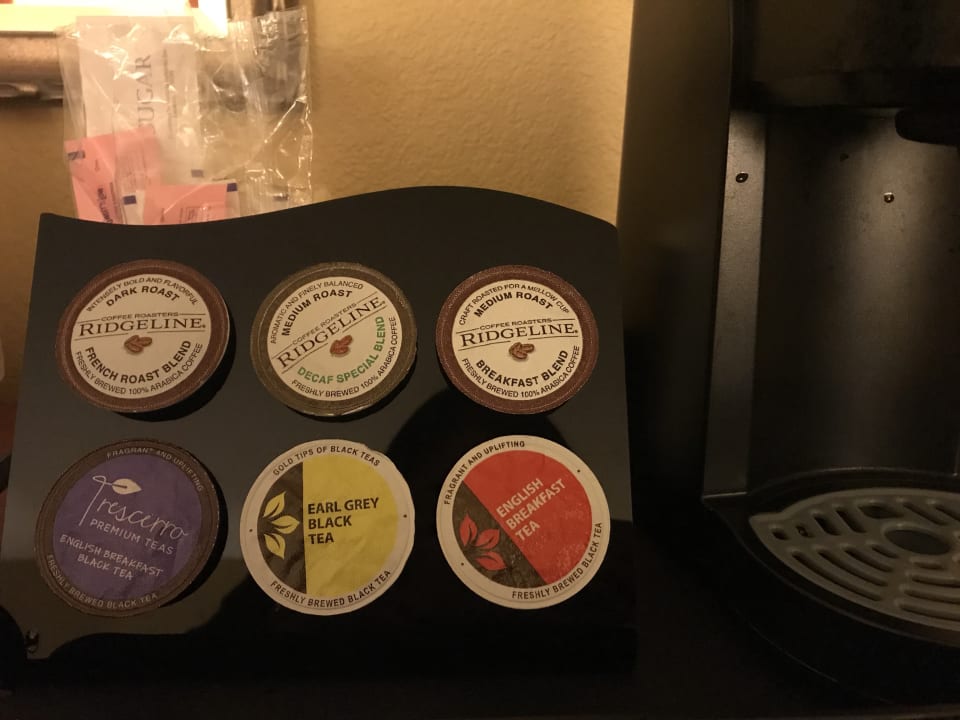 SUGAR
INTENSELY BOLD AND FLAVORFUL
DARK ROAST
COFFEE ROASTERS
RIDGELINE®
FRENCH ROAST BLEND
FRESHLY BREWED 100% ARABICA COFFEE
AROMATIC AND FINELY BALANCED
MEDIUM ROAST
COFFEE ROASTERS
RIDGELINE®
DECAF SPECIAL BLEND
FRESHLY BREWED 100% ARABICA COFFEE
CRAFT ROASTED FOR A MELLOW CUP
MEDIUM ROAST
COFFEE ROASTERS
RIDGELINE®
BREAKFAST BLEND
FRESHLY BREWED 100% ARABICA COFFEE
FRAGRANT AND UPLIFTING
Trescerro
PREMIUM TEAS
ENGLISH BREAKFAST
BLACK TEA
FRESHLY BREWED BLACK TEA
GOLD TIPS OF BLACK TEAS
EARL GREY
BLACK
TEA
FRESHLY BREWED BLACK TEA
FRAGRANT AND UPLIFTING
ENGLISH
BREAKFAST
TEA
FRESHLY BREWED BLACK TEA